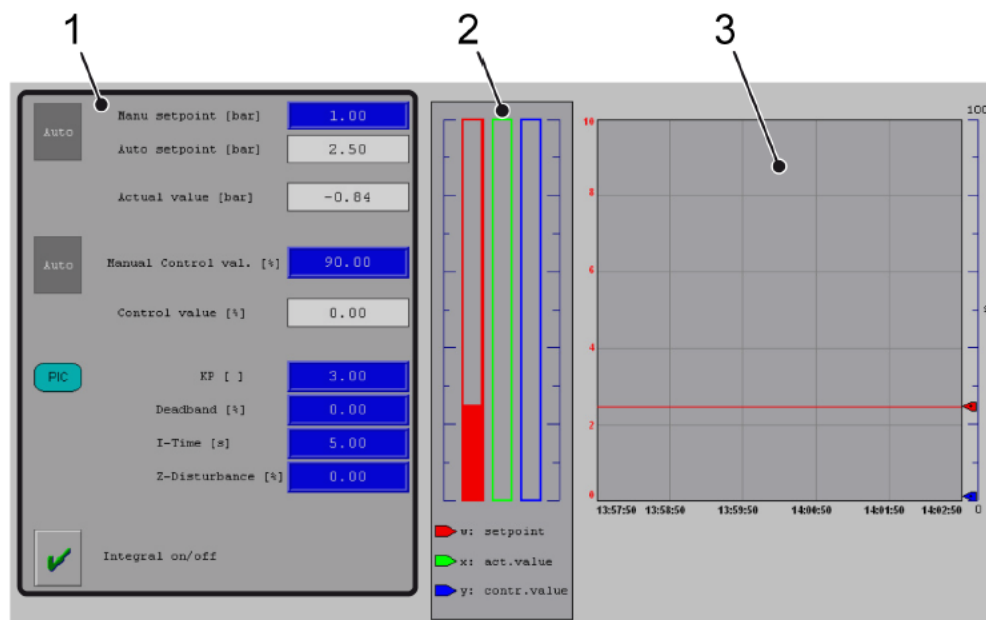 1
2
3
Auto
Manu setpoint [bar] 1.00
Auto setpoint [bar] 2.50
Actual value [bar] -0.84
Auto
Manual Control val. [%] 90.00
Control value [%] 0.00
PIC
KP [ ] 3.00
Deadband [%] 0.00
I-Time [s] 5.00
Z-Disturbance [%] 0.00
Integral on/off
w: setpoint
x: act.value
y: contr.value
10
8
6
4
2
0
13:57:50 13:58:50 13:59:50 14:00:50 14:01:50 14:02:50
100
0